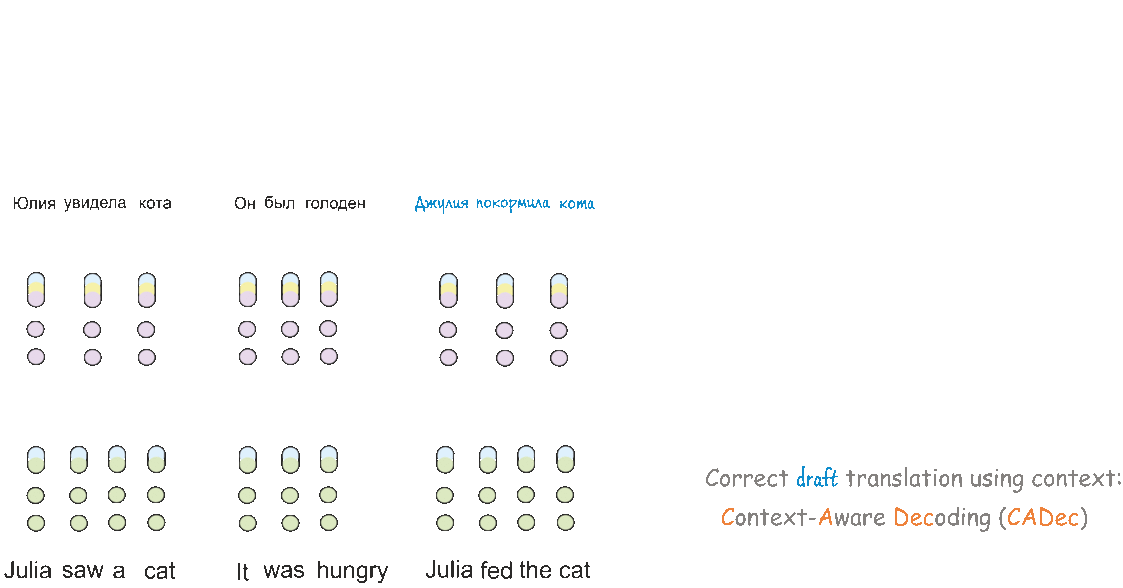 Юлия увидела кота
Он был голоден
Джулия покормила кота
Julia saw a cat
It was hungry
Julia fed the cat
Correct draft translation using context:
Context-Aware Decoding (CADec)